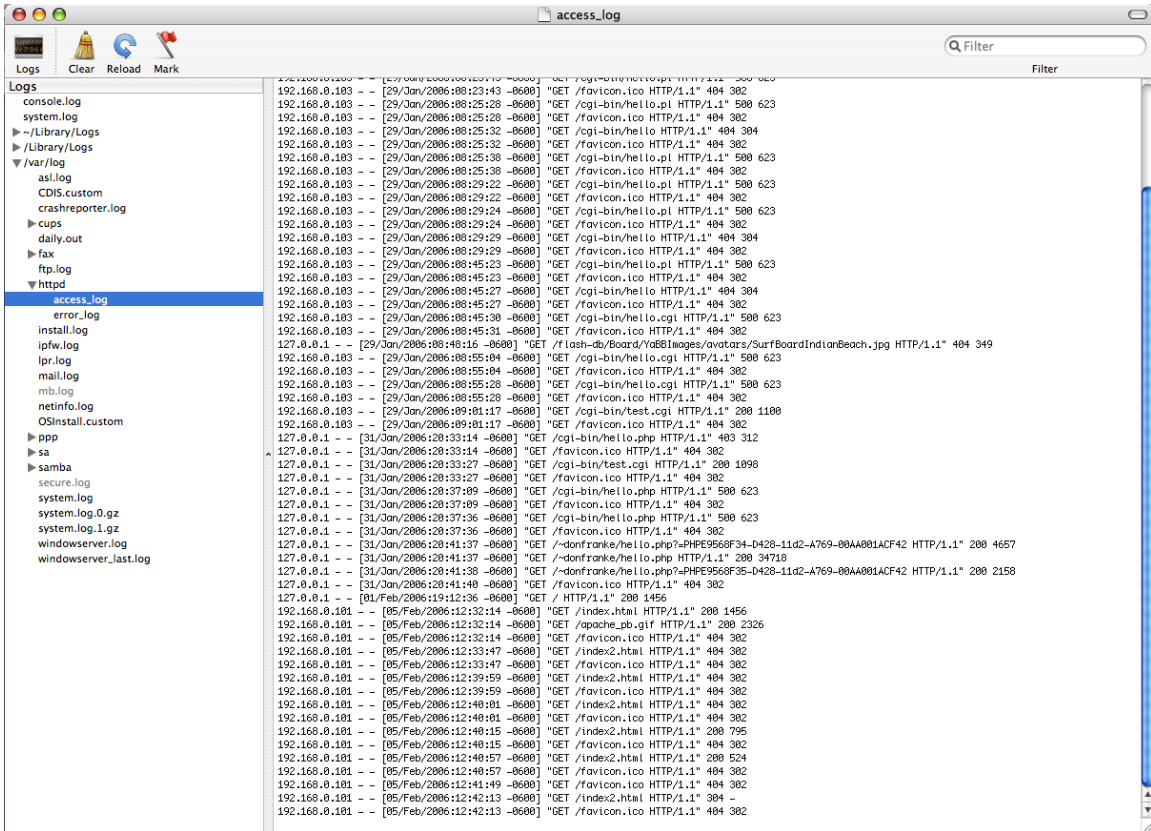 access_log
Filter
Logs Clear Reload Mark Filter
Logs
console.log
system.log
~/Library/Logs
/Library/Logs
/var/log
asl.log
CDIS.custom
crashreporter.log
cups
daily.out
fax
ftp.log
httpd
access_log
error_log
install.log
ipfw.log
lpr.log
mail.log
mb.log
netinfo.log
OSInstall.custom
ppp
sa
samba
secure.log
system.log
system.log.0.gz
system.log.1.gz
windowserver.log
windowserver_last.log
192.168.0.103 - - [29/Jan/2006:08:23:43 -0600] "GET /favicon.ico HTTP/1.1" 404 302
192.168.0.103 - - [29/Jan/2006:08:25:28 -0600] "GET /cgi-bin/hello.pl HTTP/1.1" 500 623
192.168.0.103 - - [29/Jan/2006:08:25:28 -0600] "GET /favicon.ico HTTP/1.1" 404 302
192.168.0.103 - - [29/Jan/2006:08:25:32 -0600] "GET /cgi-bin/hello HTTP/1.1" 404 304
192.168.0.103 - - [29/Jan/2006:08:25:32 -0600] "GET /favicon.ico HTTP/1.1" 404 302
192.168.0.103 - - [29/Jan/2006:08:25:38 -0600] "GET /cgi-bin/hello.pl HTTP/1.1" 500 623
192.168.0.103 - - [29/Jan/2006:08:25:38 -0600] "GET /favicon.ico HTTP/1.1" 404 302
192.168.0.103 - - [29/Jan/2006:08:29:22 -0600] "GET /cgi-bin/hello.pl HTTP/1.1" 500 623
192.168.0.103 - - [29/Jan/2006:08:29:22 -0600] "GET /favicon.ico HTTP/1.1" 404 302
192.168.0.103 - - [29/Jan/2006:08:29:24 -0600] "GET /cgi-bin/hello.pl HTTP/1.1" 500 623
192.168.0.103 - - [29/Jan/2006:08:29:24 -0600] "GET /favicon.ico HTTP/1.1" 404 302
192.168.0.103 - - [29/Jan/2006:08:29:29 -0600] "GET /cgi-bin/hello HTTP/1.1" 404 304
192.168.0.103 - - [29/Jan/2006:08:29:29 -0600] "GET /favicon.ico HTTP/1.1" 404 302
192.168.0.103 - - [29/Jan/2006:08:45:23 -0600] "GET /cgi-bin/hello.pl HTTP/1.1" 500 623
192.168.0.103 - - [29/Jan/2006:08:45:23 -0600] "GET /favicon.ico HTTP/1.1" 404 302
192.168.0.103 - - [29/Jan/2006:08:45:27 -0600] "GET /cgi-bin/hello HTTP/1.1" 404 304
192.168.0.103 - - [29/Jan/2006:08:45:27 -0600] "GET /favicon.ico HTTP/1.1" 404 302
192.168.0.103 - - [29/Jan/2006:08:45:30 -0600] "GET /cgi-bin/hello.cgi HTTP/1.1" 500 623
192.168.0.103 - - [29/Jan/2006:08:45:31 -0600] "GET /favicon.ico HTTP/1.1" 404 302
127.0.0.1 - - [29/Jan/2006:08:48:16 -0600] "GET /flash-db/Board/YaBBImages/avatars/SurfBoardIndianBeach.jpg HTTP/1.1" 404 349
192.168.0.103 - - [29/Jan/2006:08:55:04 -0600] "GET /cgi-bin/hello.cgi HTTP/1.1" 500 623
192.168.0.103 - - [29/Jan/2006:08:55:04 -0600] "GET /favicon.ico HTTP/1.1" 404 302
192.168.0.103 - - [29/Jan/2006:08:55:28 -0600] "GET /cgi-bin/hello.cgi HTTP/1.1" 500 623
192.168.0.103 - - [29/Jan/2006:08:55:28 -0600] "GET /favicon.ico HTTP/1.1" 404 302
192.168.0.103 - - [29/Jan/2006:09:01:17 -0600] "GET /cgi-bin/test.cgi HTTP/1.1" 200 1100
192.168.0.103 - - [29/Jan/2006:09:01:17 -0600] "GET /favicon.ico HTTP/1.1" 404 302
127.0.0.1 - - [31/Jan/2006:20:33:14 -0600] "GET /cgi-bin/hello.php HTTP/1.1" 403 312
127.0.0.1 - - [31/Jan/2006:20:33:14 -0600] "GET /favicon.ico HTTP/1.1" 404 302
127.0.0.1 - - [31/Jan/2006:20:33:27 -0600] "GET /cgi-bin/test.cgi HTTP/1.1" 200 1098
127.0.0.1 - - [31/Jan/2006:20:33:27 -0600] "GET /favicon.ico HTTP/1.1" 404 302
127.0.0.1 - - [31/Jan/2006:20:37:09 -0600] "GET /cgi-bin/hello.php HTTP/1.1" 500 623
127.0.0.1 - - [31/Jan/2006:20:37:09 -0600] "GET /favicon.ico HTTP/1.1" 404 302
127.0.0.1 - - [31/Jan/2006:20:37:36 -0600] "GET /cgi-bin/hello.php HTTP/1.1" 500 623
127.0.0.1 - - [31/Jan/2006:20:37:36 -0600] "GET /favicon.ico HTTP/1.1" 404 302
127.0.0.1 - - [31/Jan/2006:20:41:37 -0600] "GET /~donfranke/hello.php?=PHPE9568F34-D428-11d2-A769-00AA001ACF42 HTTP/1.1" 200 4657
127.0.0.1 - - [31/Jan/2006:20:41:37 -0600] "GET /~donfranke/hello.php HTTP/1.1" 200 34718
127.0.0.1 - - [31/Jan/2006:20:41:38 -0600] "GET /~donfranke/hello.php?=PHPE9568F35-D428-11d2-A769-00AA001ACF42 HTTP/1.1" 200 2158
127.0.0.1 - - [31/Jan/2006:20:41:40 -0600] "GET /favicon.ico HTTP/1.1" 404 302
127.0.0.1 - - [01/Feb/2006:19:12:36 -0600] "GET / HTTP/1.1" 200 1456
192.168.0.101 - - [05/Feb/2006:12:32:14 -0600] "GET /index.html HTTP/1.1" 200 1456
192.168.0.101 - - [05/Feb/2006:12:32:14 -0600] "GET /apache_pb.gif HTTP/1.1" 200 2326
192.168.0.101 - - [05/Feb/2006:12:32:14 -0600] "GET /favicon.ico HTTP/1.1" 404 302
192.168.0.101 - - [05/Feb/2006:12:33:47 -0600] "GET /index2.html HTTP/1.1" 404 302
192.168.0.101 - - [05/Feb/2006:12:33:47 -0600] "GET /favicon.ico HTTP/1.1" 404 302
192.168.0.101 - - [05/Feb/2006:12:39:59 -0600] "GET /index2.html HTTP/1.1" 404 302
192.168.0.101 - - [05/Feb/2006:12:39:59 -0600] "GET /favicon.ico HTTP/1.1" 404 302
192.168.0.101 - - [05/Feb/2006:12:40:01 -0600] "GET /index2.html HTTP/1.1" 404 302
192.168.0.101 - - [05/Feb/2006:12:40:01 -0600] "GET /favicon.ico HTTP/1.1" 404 302
192.168.0.101 - - [05/Feb/2006:12:40:15 -0600] "GET /index2.html HTTP/1.1" 200 795
192.168.0.101 - - [05/Feb/2006:12:40:15 -0600] "GET /favicon.ico HTTP/1.1" 404 302
192.168.0.101 - - [05/Feb/2006:12:40:57 -0600] "GET /index2.html HTTP/1.1" 200 524
192.168.0.101 - - [05/Feb/2006:12:40:57 -0600] "GET /favicon.ico HTTP/1.1" 404 302
192.168.0.101 - - [05/Feb/2006:12:41:49 -0600] "GET /favicon.ico HTTP/1.1" 404 302
192.168.0.101 - - [05/Feb/2006:12:42:13 -0600] "GET /index2.html HTTP/1.1" 304 -
192.168.0.101 - - [05/Feb/2006:12:42:13 -0600] "GET /favicon.ico HTTP/1.1" 404 302